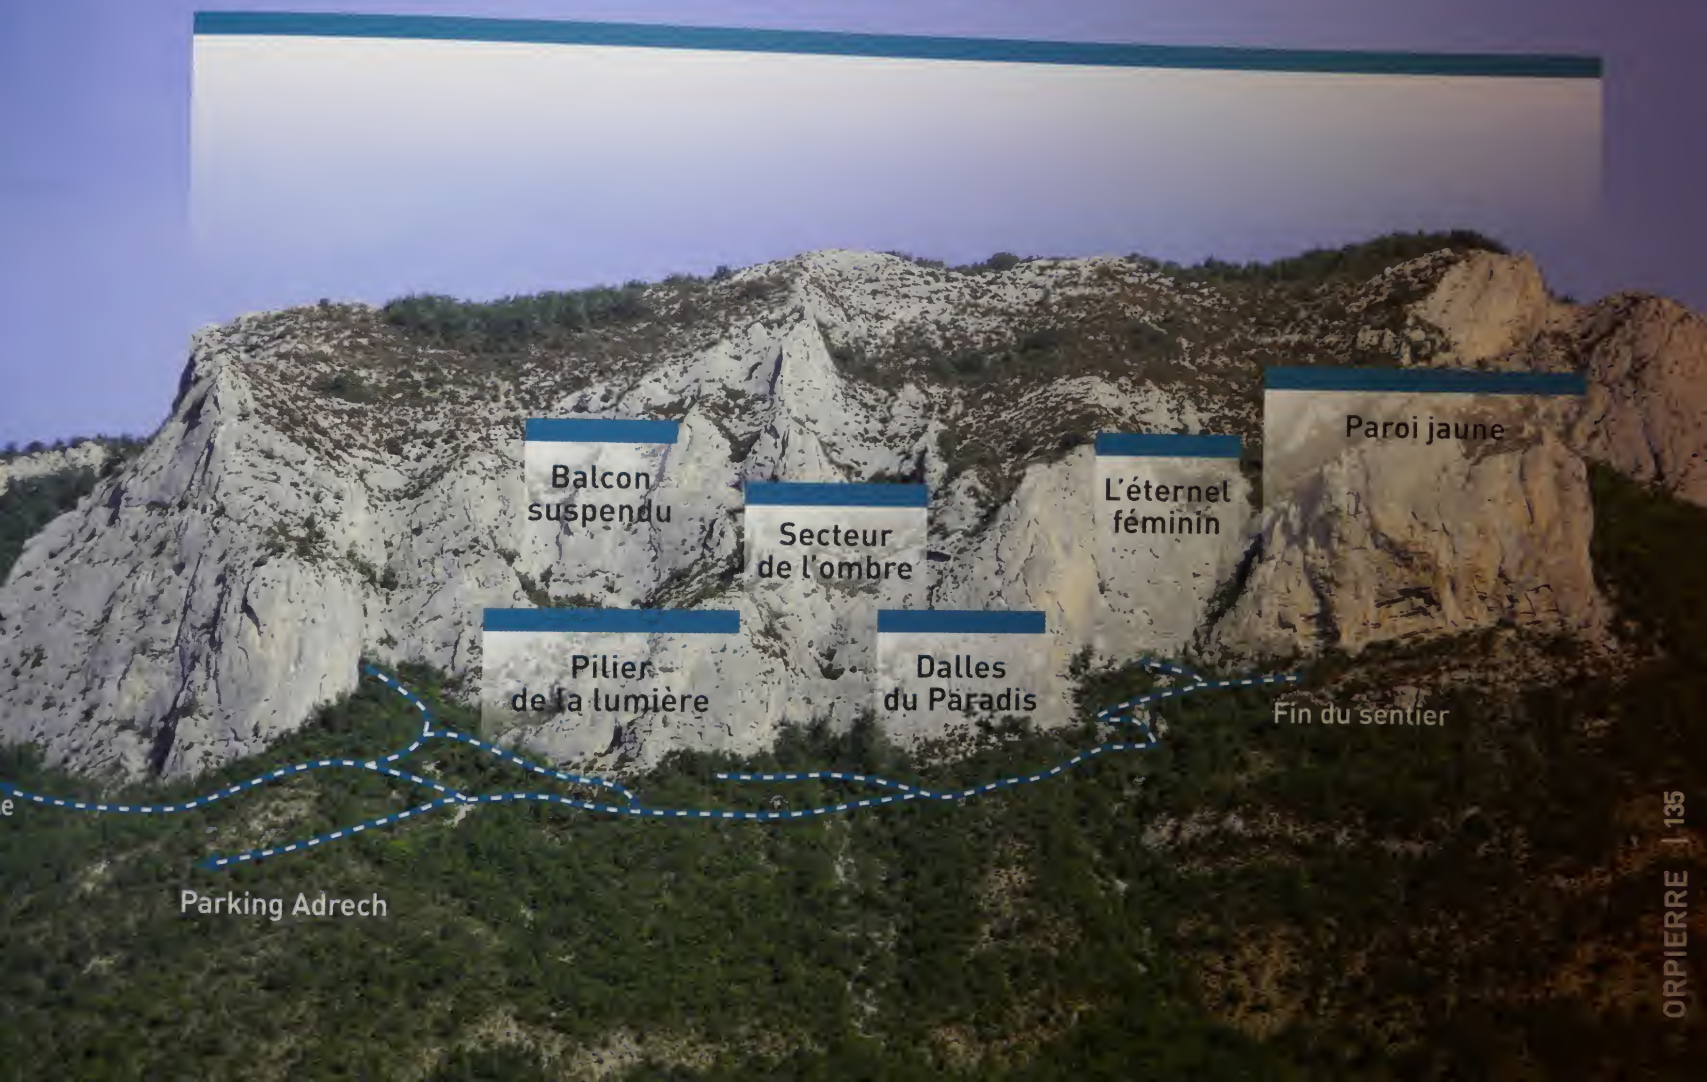 Balcon
suspendu
Secteur
de l'ombre
L'éternel
féminin
Paroi jaune
Pilier
de la lumière
Dalles
du Paradis
Fin du sentier
Parking Adrech
ORPIERRE | 135